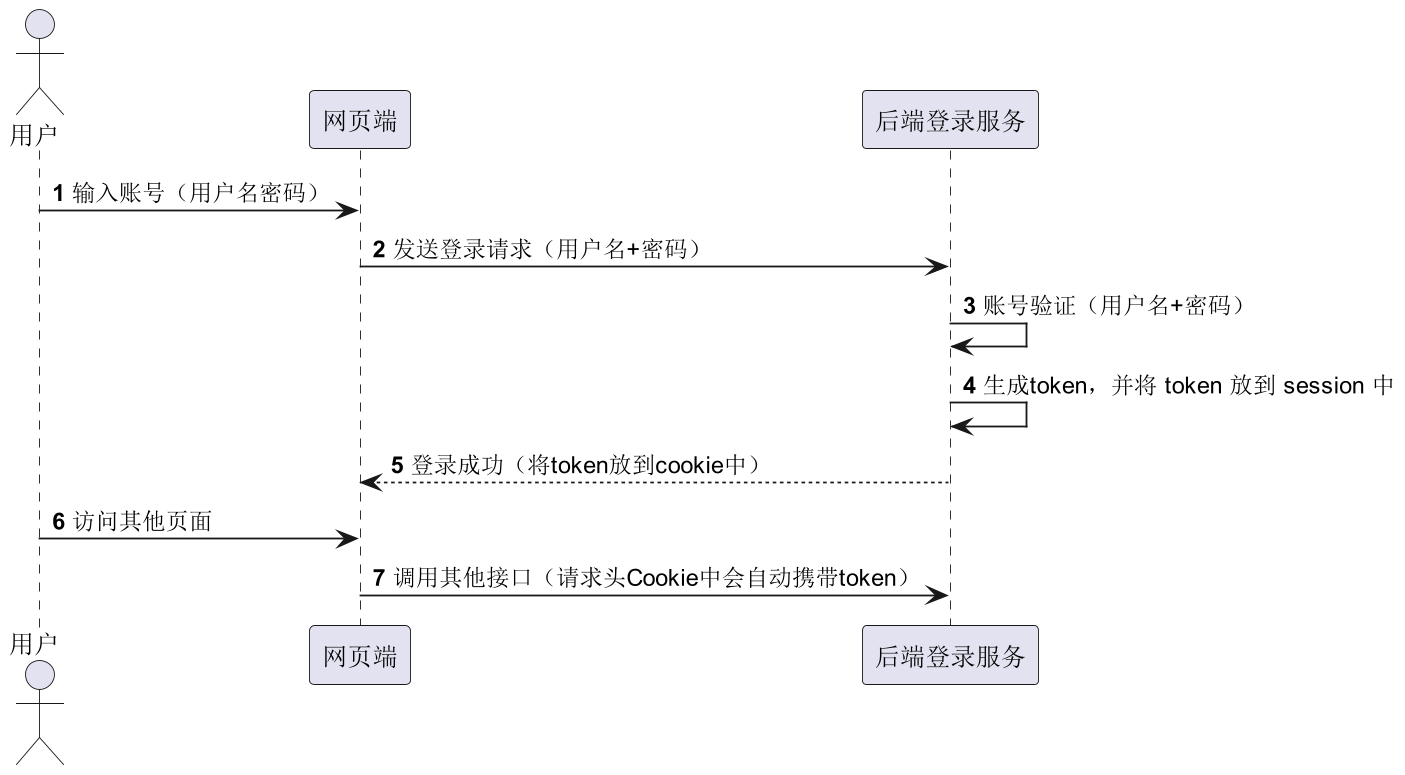 用户
网页端
后端登录服务
1 输入账号（用户名密码）
2 发送登录请求（用户名+密码）
3 账号验证（用户名+密码）
4 生成token，并将 token 放到 session 中
5 登录成功（将token放到cookie中）
6 访问其他页面
7 调用其他接口（请求头Cookie中会自动携带token）
用户
网页端
后端登录服务